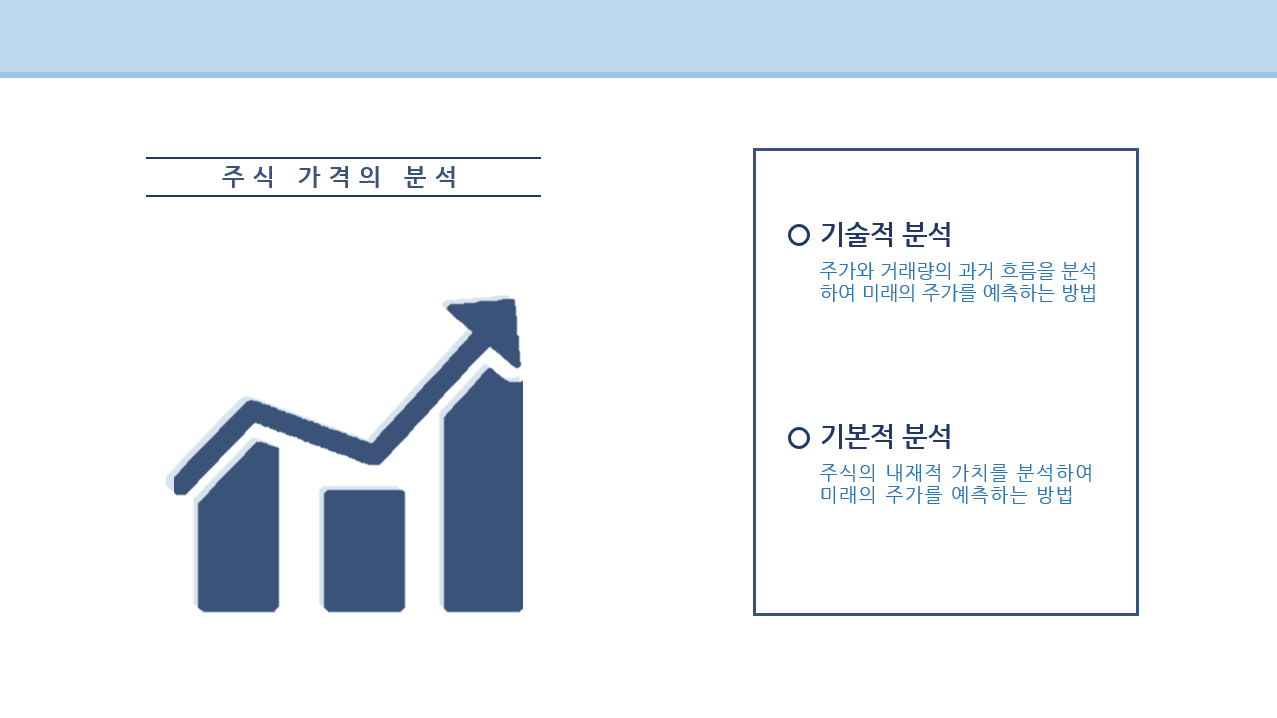 주식 가격의 분석
기술적 분석
주가와 거래량의 과거 흐름을 분석
하여 미래의 주가를 예측하는 방법
기본적 분석
주식의 내재적 가치를 분석하여
미래의 주가를 예측하는 방법